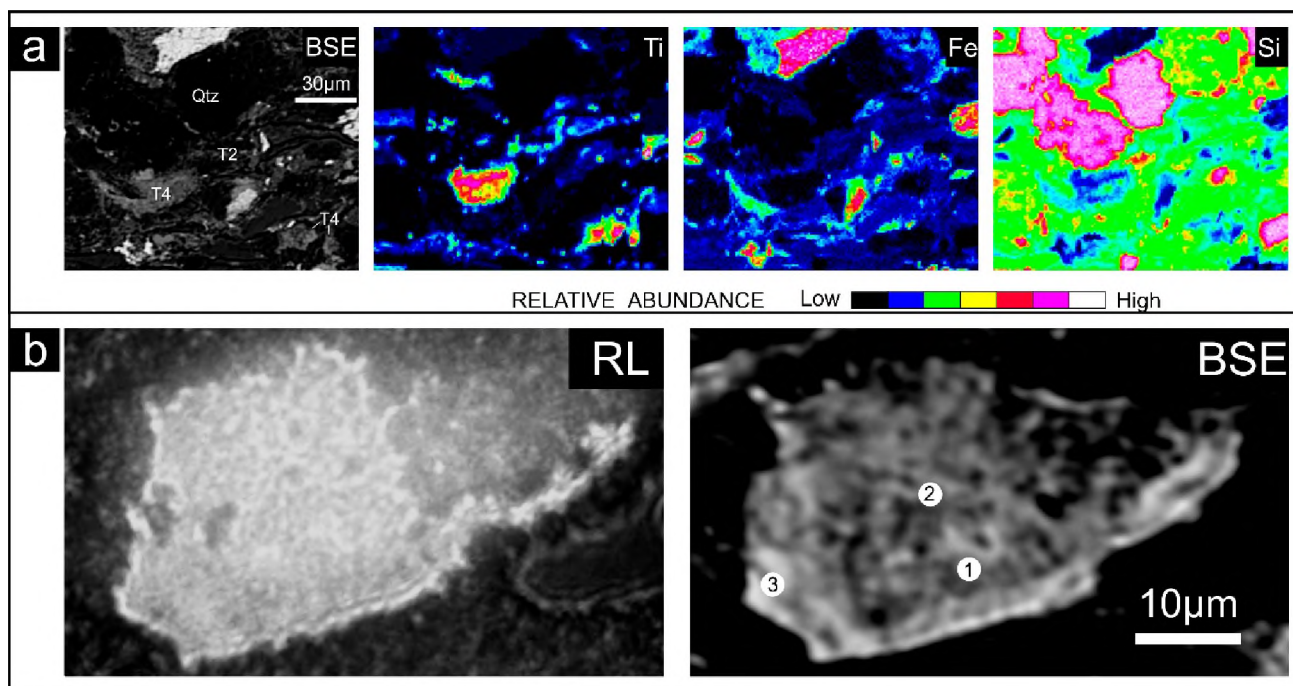 a
BSE
Ti
Fe
Si
30µm
Qtz
T2
T4
T4
RELATIVE ABUNDANCE Low High
b
RL
BSE
2
1
3
10µm